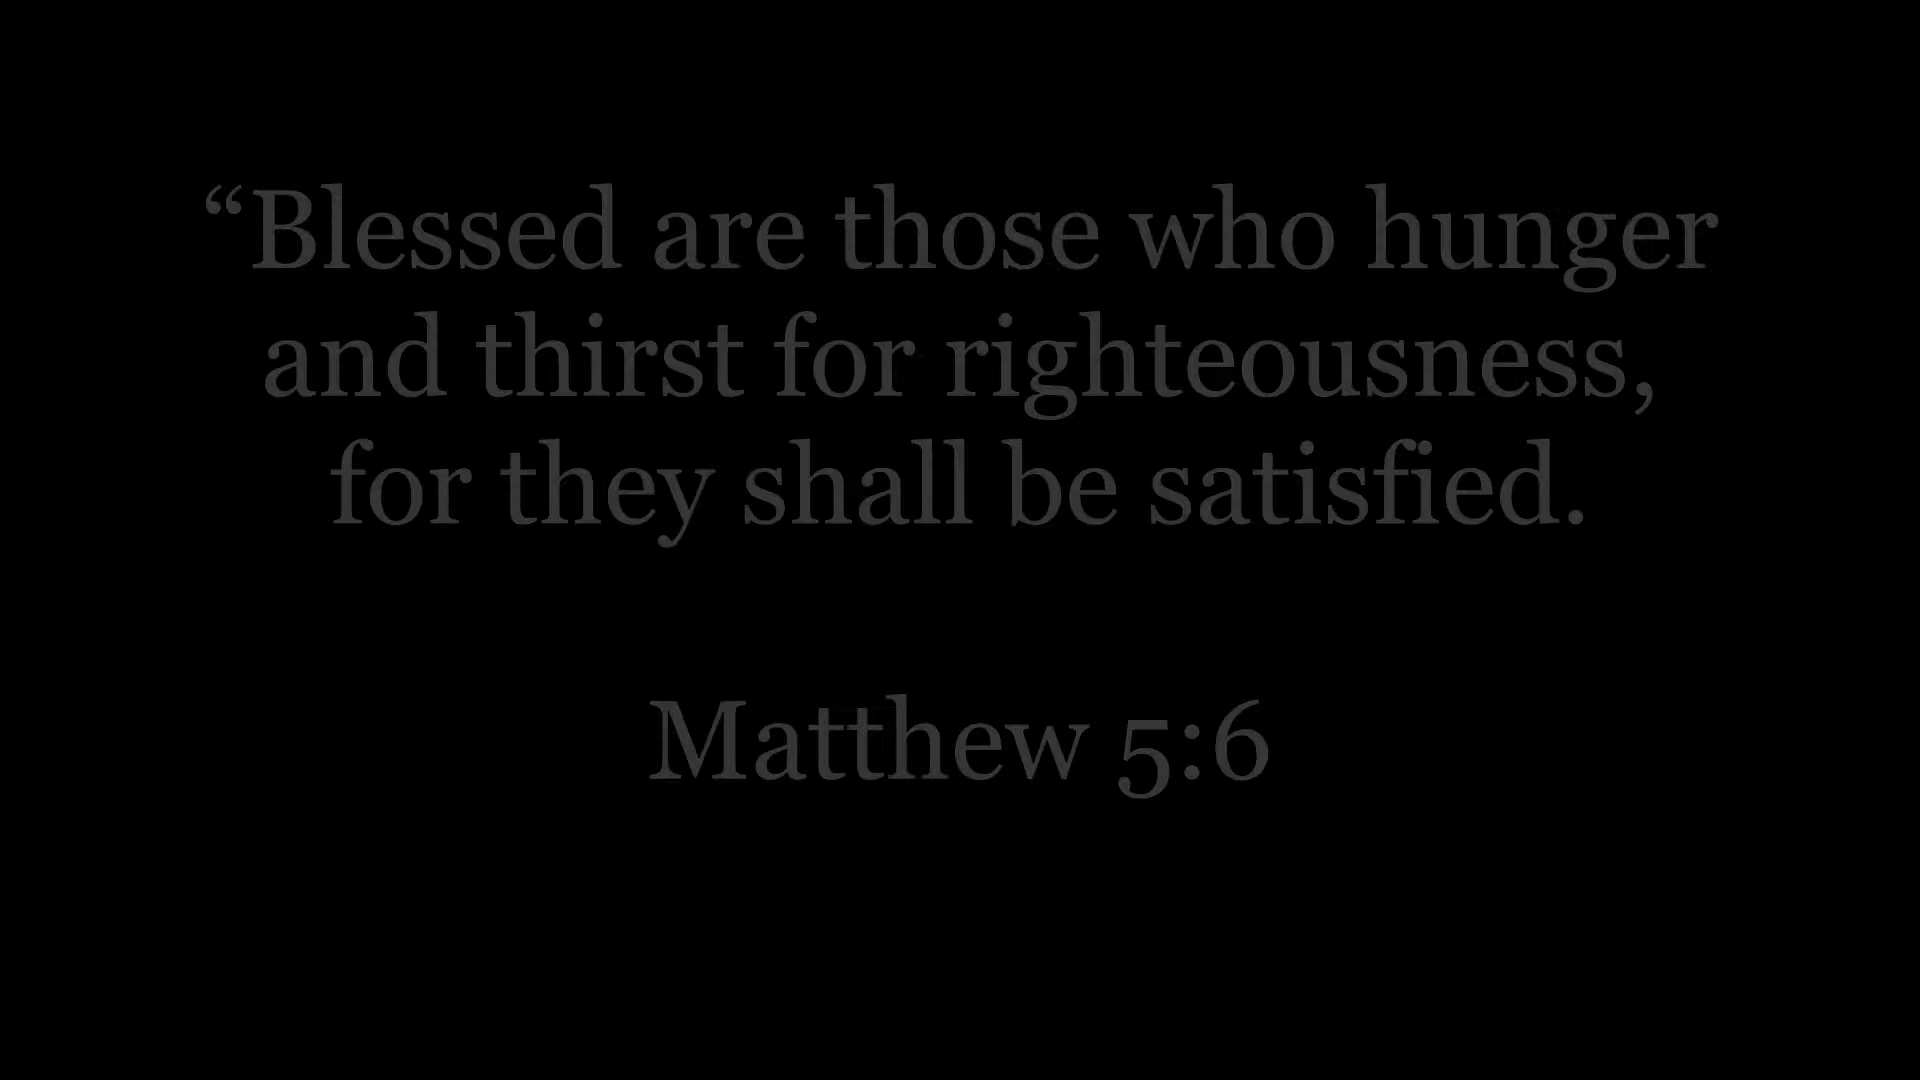 “Blessed are those who hunger
and thirst for righteousness,
for they shall be satisfied.
Matthew 5:6